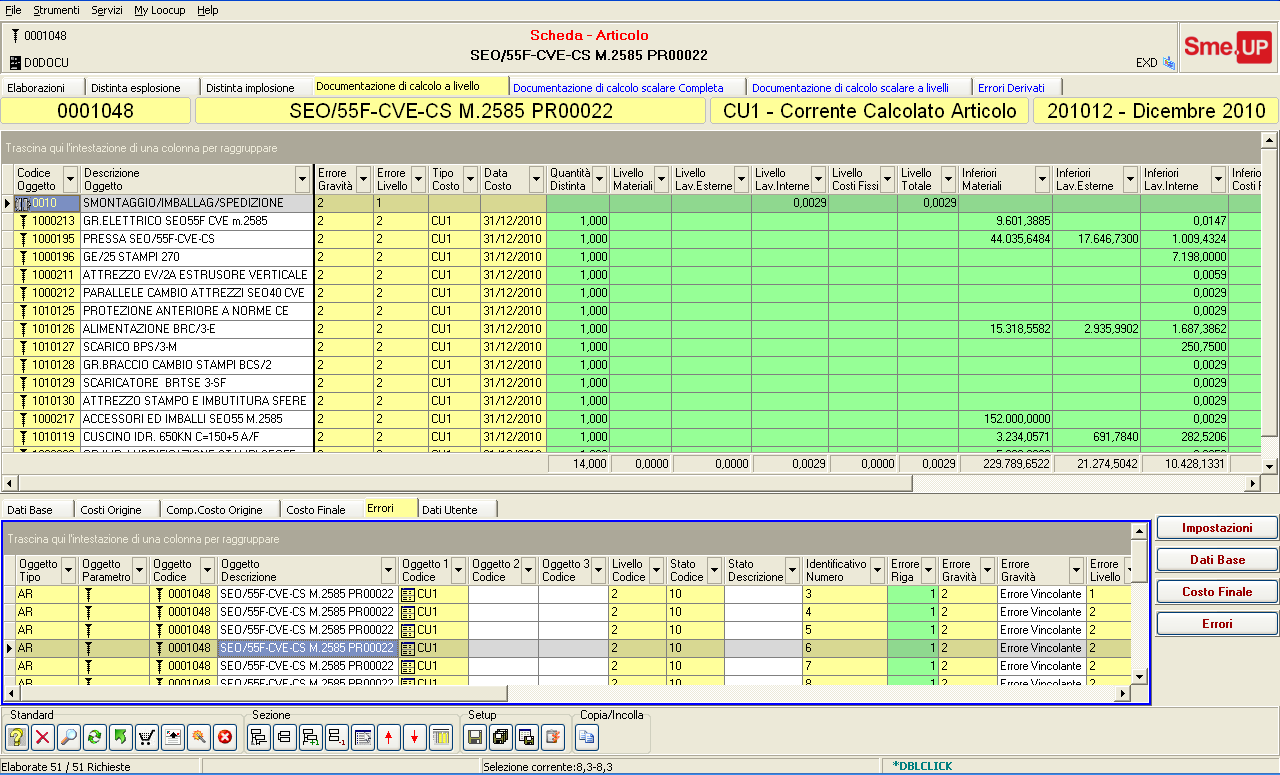 File Strumenti Servizi My Loocup Help
0001048
Scheda - Articolo
SEO/55F-CVE-CS M.2585 PR00022
D0DOCU
EXD
Sme.UP
Elaborazioni Distinta esplosione Distinta implosione Documentazione di calcolo a livello Documentazione di calcolo scalare Completa Documentazione di calcolo scalare a livelli Errori Derivati
0001048 SEO/55F-CVE-CS M.2585 PR00022 CU1 - Corrente Calcolato Articolo 201012 - Dicembre 2010
Trascina qui l'intestazione di una colonna per raggruppare
Codice Descrizione Errore Errore Tipo Data Quantità Livello Livello Livello Livello Livello Inferiori Inferiori Inferiori Inferiori
Oggetto Oggetto Gravità Livello Costo Costo Distinta Materiali Lav.Esterne Lav.Interne Costi Fissi Totale Materiali Lav.Esterne Lav.Interne Costi F
0010 SMONTAGGIO/IMBALLAG/SPEDIZIONE 2 1 0,0029 0,0029
1000213 GR.ELETTRICO SEO55F CVE m.2585 2 2 CU1 31/12/2010 1,000 9.601,3885 0,0147
1000195 PRESSA SEO/55F-CVE-CS 2 2 CU1 31/12/2010 1,000 44.035,6484 17.646,7300 1.009,4324
1000196 GE/25 STAMPI 270 2 2 CU1 31/12/2010 1,000 7.198,0000
1000211 ATTREZZO EV/2A ESTRUSORE VERTICALE 2 2 CU1 31/12/2010 1,000 0,0059
1000212 PARALLELE CAMBIO ATTREZZI SEO40 CVE 2 2 CU1 31/12/2010 1,000 0,0029
1010125 PROTEZIONE ANTERIORE A NORME CE 2 2 CU1 31/12/2010 1,000 0,0029
1010126 ALIMENTAZIONE BRC/3-E 2 2 CU1 31/12/2010 1,000 15.318,5582 2.935,9902 1.687,3862
1010127 SCARICO BPS/3-M 2 2 CU1 31/12/2010 1,000 250,7500
1010128 GR.BRACCIO CAMBIO STAMPI BCS/2 2 2 CU1 31/12/2010 1,000 0,0029
1010129 SCARICATORE BRTSE 3-SF 2 2 CU1 31/12/2010 1,000 0,0029
1010130 ATTREZZO STAMPO E IMBUTITURA SFERE 2 2 CU1 31/12/2010 1,000 0,0029
1000217 ACCESSORI ED IMBALLI SEO55 M.2585 2 2 CU1 31/12/2010 1,000 152.000,0000 0,0029
1010119 CUSCINO IDR. 650KN C=150+5 A/F 2 2 CU1 31/12/2010 1,000 3.234,0571 691,7840 282,5206
14,000 0,0000 0,0000 0,0029 0,0000 0,0029 229.789,6522 21.274,5042 10.428,1331
Dati Base Costi Origine Comp.Costo Origine Costo Finale Errori Dati Utente
Trascina qui l'intestazione di una colonna per raggruppare
Oggetto Oggetto Oggetto Oggetto Oggetto 1 Oggetto 2 Oggetto 3 Livello Stato Stato Identificativo Errore Errore Errore Errore
Tipo Parametro Codice Descrizione Codice Codice Codice Codice Codice Descrizione Numero Riga Gravità Gravità Livello
AR 0001048 SEO/55F-CVE-CS M.2585 PR00022 CU1 2 10 3 1 2 Errore Vincolante 1
AR 0001048 SEO/55F-CVE-CS M.2585 PR00022 CU1 2 10 4 1 2 Errore Vincolante 2
AR 0001048 SEO/55F-CVE-CS M.2585 PR00022 CU1 2 10 5 1 2 Errore Vincolante 2
AR 0001048 SEO/55F-CVE-CS M.2585 PR00022 CU1 2 10 6 1 2 Errore Vincolante 2
AR 0001048 SEO/55F-CVE-CS M.2585 PR00022 CU1 2 10 7 1 2 Errore Vincolante 2
AR 0001048 SEO/55F-CVE-CS M.2585 PR00022 CU1 2 10 8 1 2 Errore Vincolante 2
Impostazioni
Dati Base
Costo Finale
Errori
Standard Sezione Setup Copia/Incolla
Elaborate 51 / 51 Richieste Selezione corrente:8,3-8,3 *DBLCLICK